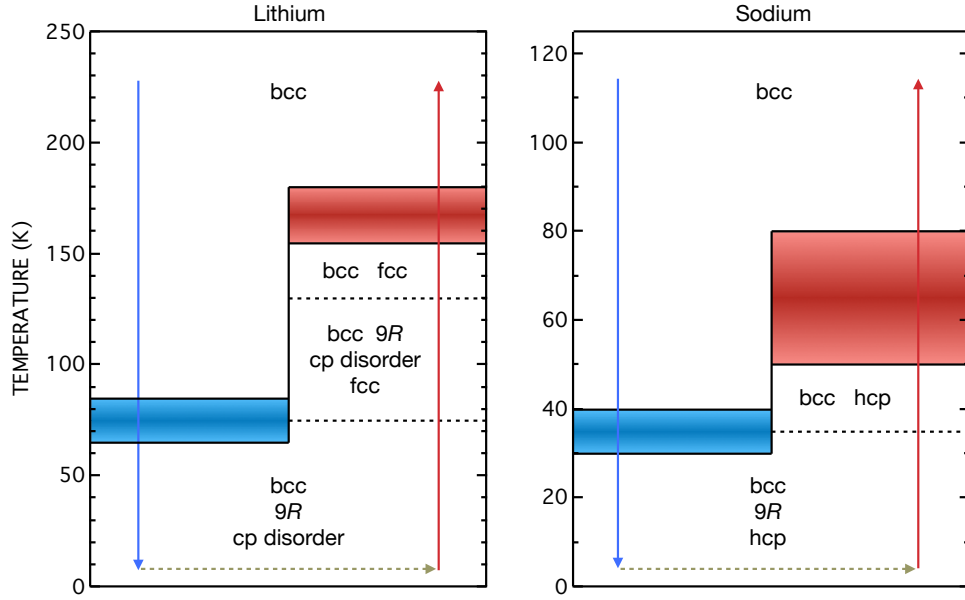 Lithium
Sodium
TEMPERATURE (K)
250
200
150
100
50
0
bcc
bcc fcc
bcc 9R
cp disorder
fcc
bcc
9R
cp disorder
120
100
80
60
40
20
0
bcc
bcc hcp
bcc
9R
hcp